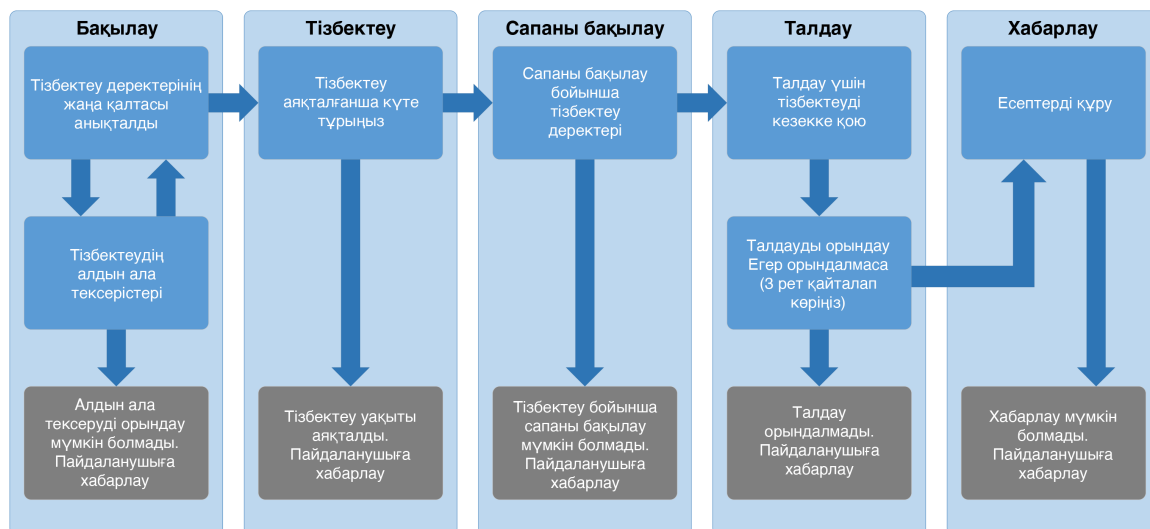 Бақылау
Тізбектеу деректерінің
жаңа қалтасы
анықталды
Тізбектеудің
алдын ала
тексерістері
Алдын ала
тексеруді орындау
мүмкін болмады.
Пайдаланушыға
хабарлау
Тізбектеу
Тізбектеу
аяқталғанша күте
тұрыңыз
Тізбектеу уақыты
аяқталды.
Пайдаланушыға
хабарлау
Сапаны бақылау
Сапаны бақылау
бойынша
тізбектеу
деректері
Тізбектеу бойынша
сапаны бақылау
мүмкін болмады.
Пайдаланушыға
хабарлау
Талдау
Талдау үшін
тізбектеуді
кезекке қою
Талдауды орындау
Егер орындалмаса
(3 рет қайталап
көріңіз)
Талдау
орындалмады.
Пайдаланушыға
хабарлау
Хабарлау
Есептерді құру
Хабарлау мүмкін
болмады.
Пайдаланушыға
хабарлау